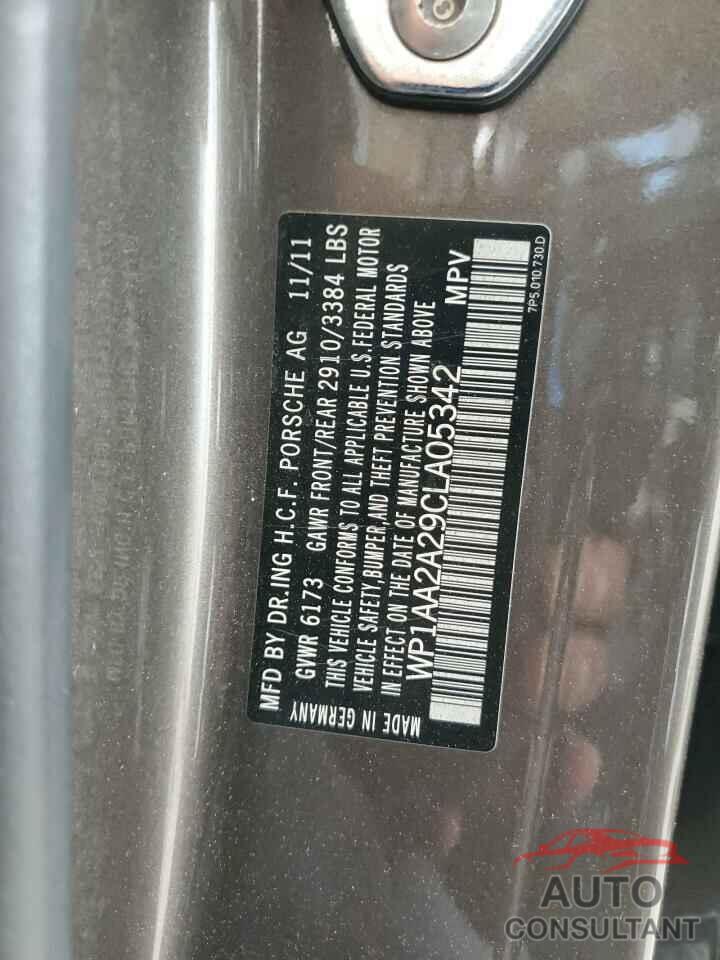 MFD BY DR.ING H.C.F. PORSCHE AG 11/11
GVWR 6173 GAWR FRONT/REAR 2910/3384 LBS
THIS VEHICLE CONFORMS TO ALL APPLICABLE U.S.FEDERAL MOTOR
VEHICLE SAFETY,BUMPER,AND THEFT PREVENTION STANDARDS
IN EFFECT ON THE DATE OF MANUFACTURE SHOWN ABOVE
WP1AA2A29CLA05342 MPV
MADE IN GERMANY
7P5.010.730.D
AUTO
CONSULTANT